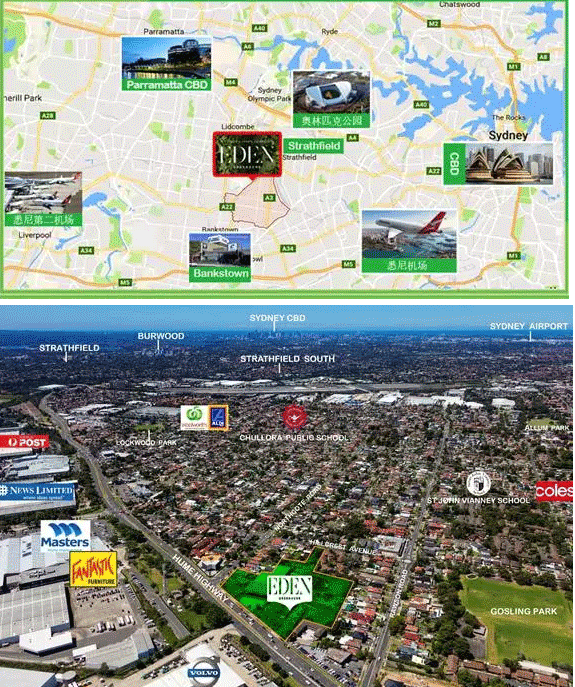 Chatswood
Parramatta
Ryde
A6
M2
A3
A40
M1
M4
Sydney
Olympic Park
Parramatta CBD
A28
奥林匹克公园
The Rocks
Sydney
Lidcombe
A4
EDEN
Strathfield
Strathfield
CBD
A22
悉尼第二机场
A22
A3
Liverpool
A34
Bankstown
Bankstown
A34
M5
M5
悉尼机场
M1
SYDNEY CBD
SYDNEY AIRPORT
BURWOOD
STRATHFIELD
STRATHFIELD SOUTH
woolworths
ALDI
CHULLORA PUBLIC SCHOOL
LOCKWOOD PARK
ALLUM PARK
POST
NEWS LIMITED
ST JOHN VIANNEY SCHOOL
coles
Masters
FANTASTIC
FURNITURE
HILLCREST AVENUE
HUME HIGHWAY
EDEN
GREENACRE
GOSLING PARK
VOLVO